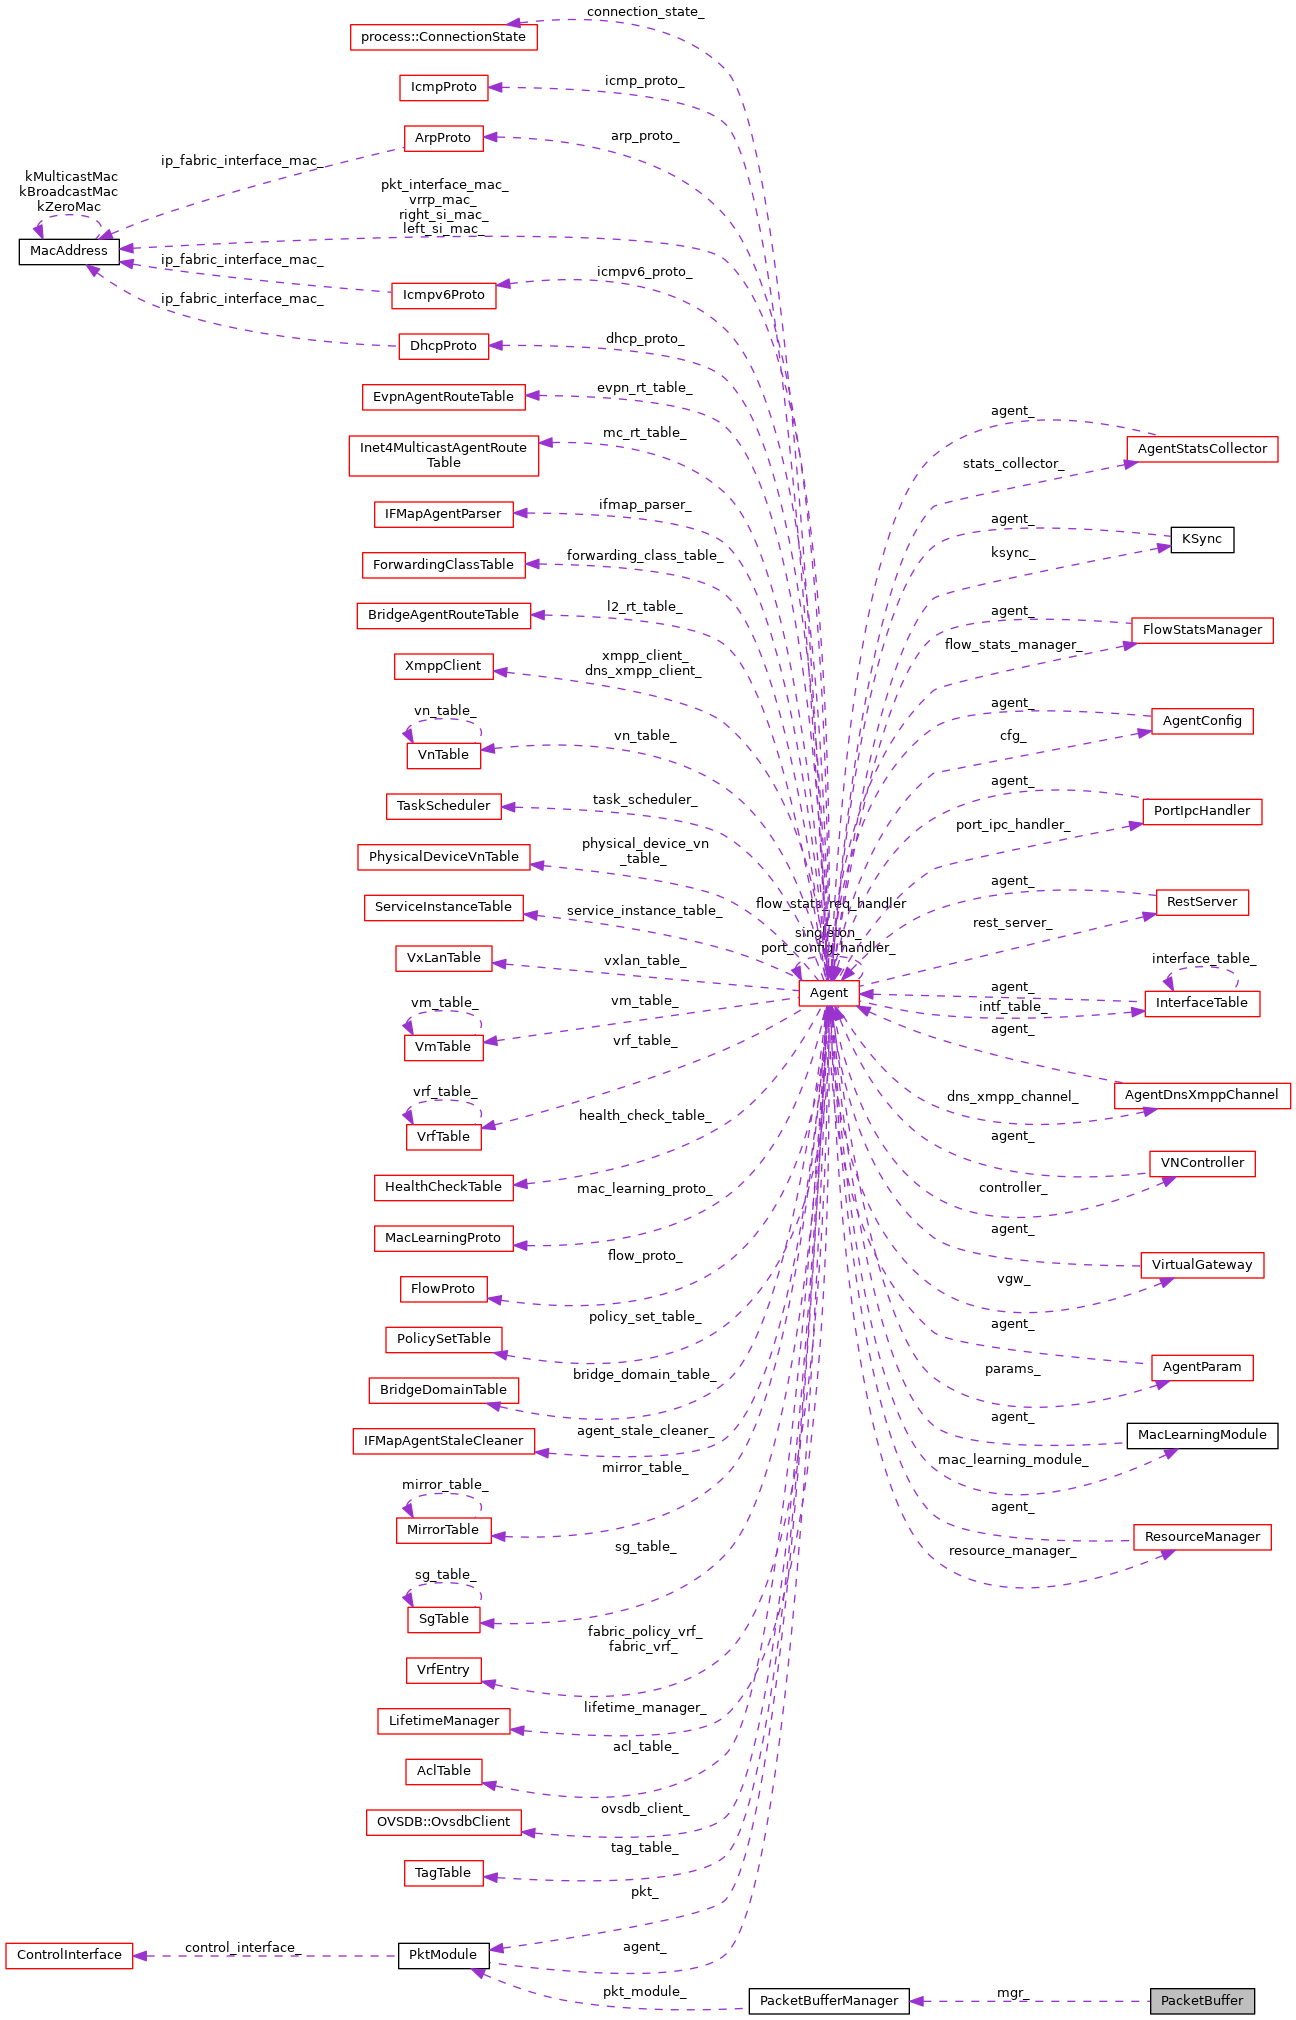 connection_state_
process::ConnectionState
icmp_proto_
IcmpProto
arp_proto_
ArpProto
ip_fabric_interface_mac_
kMulticastMac
kBroadcastMac
kZeroMac
pkt_interface_mac_
vrrp_mac_
right_si_mac_
left_si_mac_
MacAddress
ip_fabric_interface_mac_
icmpv6_proto_
Icmpv6Proto
ip_fabric_interface_mac_
dhcp_proto_
DhcpProto
evpn_rt_table_
EvpnAgentRouteTable
agent_
mc_rt_table_
Inet4MulticastAgentRoute
Table
AgentStatsCollector
stats_collector_
ifmap_parser_
IFMapAgentParser
agent_
KSync
ksync_
forwarding_class_table_
ForwardingClassTable
l2_rt_table_
BridgeAgentRouteTable
agent_
FlowStatsManager
flow_stats_manager_
xmpp_client_
dns_xmpp_client_
XmppClient
agent_
vn_table_
AgentConfig
vn_table_
cfg_
VnTable
agent_
task_scheduler_
TaskScheduler
PortIpcHandler
port_ipc_handler_
physical_device_vn
_table_
PhysicalDeviceVnTable
agent_
flow_stats_req_handler
RestServer
ServiceInstanceTable
service_instance_table_
rest_server_
singleton_
port_config_handler_
VxLanTable
vxlan_table_
interface_table_
agent_
Agent
InterfaceTable
vm_table_
vm_table_
intf_table_
agent_
vrf_table_
VmTable
vrf_table_
AgentDnsXmppChannel
dns_xmpp_channel_
health_check_table_
VrfTable
agent_
VNController
HealthCheckTable
mac_learning_proto_
controller_
MacLearningProto
agent_
flow_proto_
VirtualGateway
vgw_
FlowProto
policy_set_table_
agent_
PolicySetTable
bridge_domain_table_
params_
AgentParam
BridgeDomainTable
agent_
agent_stale_cleaner_
IFMapAgentStaleCleaner
MacLearningModule
mac_learning_module_
mirror_table_
mirror_table_
agent_
MirrorTable
ResourceManager
sg_table_
resource_manager_
sg_table_
SgTable
fabric_policy_vrf_
fabric_vrf_
VrfEntry
lifetime_manager_
LifetimeManager
acl_table_
AclTable
ovsdb_client_
OVSDB::OvsdbClient
tag_table_
TagTable
pkt_
control_interface_
agent_
ControlInterface
PktModule
pkt_module_
mgr_
PacketBufferManager
PacketBuffer